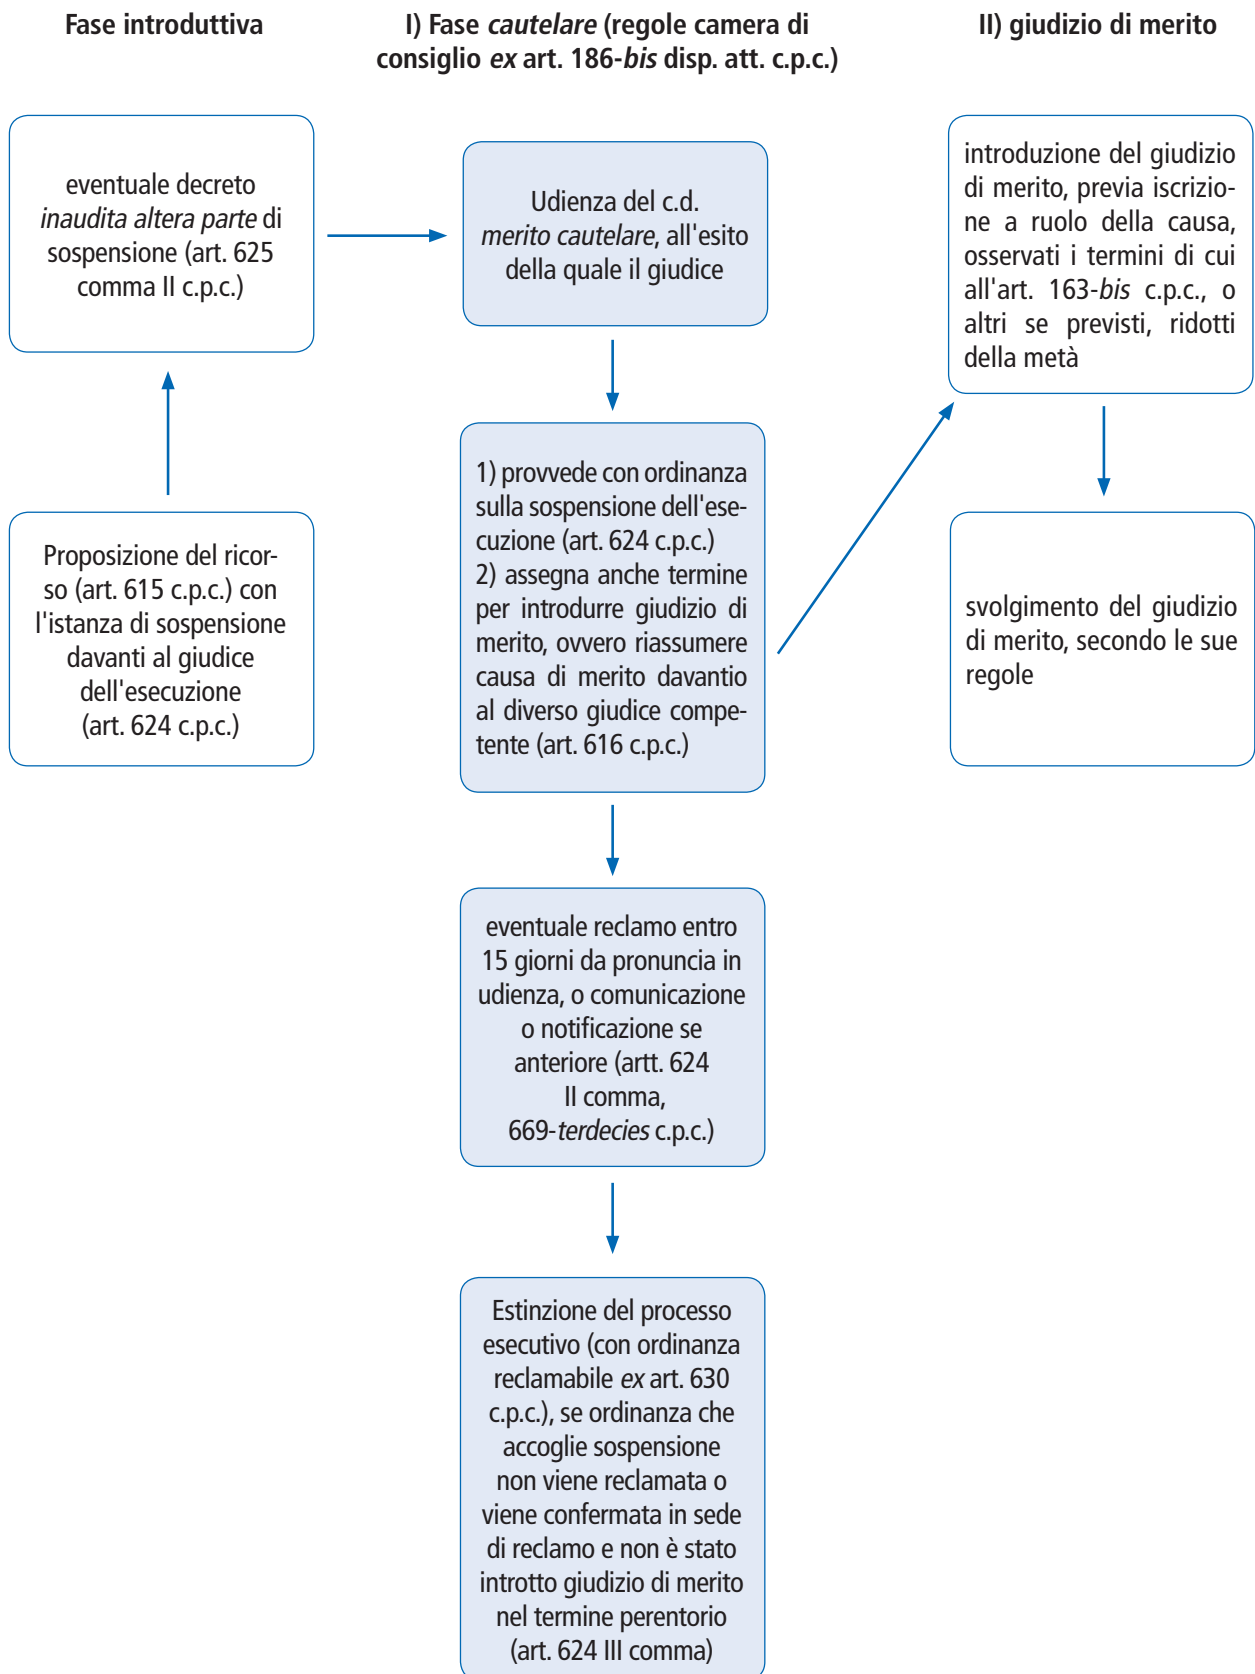 Fase introduttiva
I) Fase cautelare (regole camera di
consiglio ex art. 186-bis disp. att. c.p.c.)
II) giudizio di merito
eventuale decreto
inaudita altera parte di
sospensione (art. 625
comma II c.p.c.)
Proposizione del ricor-
so (art. 615 c.p.c.) con
l'istanza di sospensione
davanti al giudice
dell'esecuzione
(art. 624 c.p.c.)
Udienza del c.d.
merito cautelare, all'esito
della quale il giudice
1) provvede con ordinanza
sulla sospensione dell'ese-
cuzione (art. 624 c.p.c.)
2) assegna anche termine
per introdurre giudizio di
merito, ovvero riassumere
causa di merito davantio
al diverso giudice compe-
tente (art. 616 c.p.c.)
eventuale reclamo entro
15 giorni da pronuncia in
udienza, o comunicazione
o notificazione se
anteriore (artt. 624
II comma,
669-terdecies c.p.c.)
Estinzione del processo
esecutivo (con ordinanza
reclamabile ex art. 630
c.p.c.), se ordinanza che
accoglie sospensione
non viene reclamata o
viene confermata in sede
di reclamo e non è stato
introtto giudizio di merito
nel termine perentorio
(art. 624 III comma)
introduzione del giudizio
di merito, previa iscrizio-
ne a ruolo della causa,
osservati i termini di cui
all'art. 163-bis c.p.c., o
altri se previsti, ridotti
della metà
svolgimento del giudizio
di merito, secondo le sue
regole